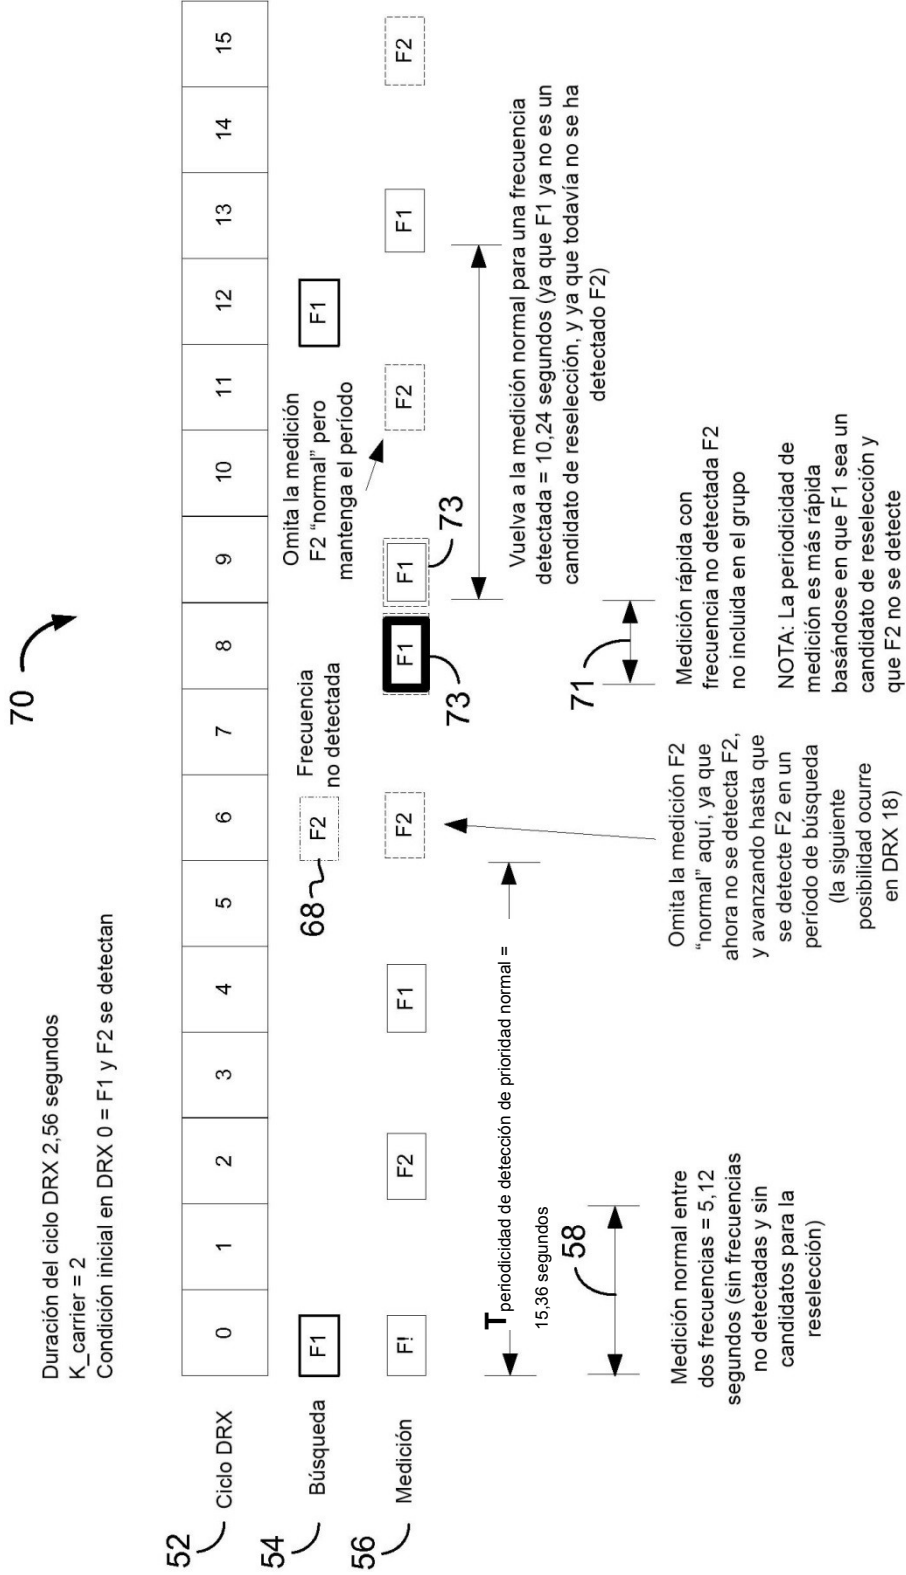 70
Duración del ciclo DRX 2,56 segundos
K_carrier = 2
Condición inicial en DRX 0 = F1 y F2 se detectan
52
Ciclo DRX
0 1 2 3 4 5 6 7 8 9 10 11 12 13 14 15
54
Búsqueda
F1
68
F2
Frecuencia
no detectada
Omita la medición
F2 “normal” pero
mantenga el período
F1
56
Medición
F! F2 F1 F2 F1 F1 F2 F1 F2
73
73
T periodicidad de detección de prioridad normal =
15,36 segundos
58
Medición normal entre
dos frecuencias = 5,12
segundos (sin frecuencias
no detectadas y sin
candidatos para la
reselección)
Omita la medición F2
“normal” aquí, ya que
ahora no se detecta F2,
y avanzando hasta que
se detecte F2 en un
período de búsqueda
(la siguiente
posibilidad ocurre
en DRX 18)
71
Medición rápida con
frecuencia no detectada F2
no incluida en el grupo
NOTA: La periodicidad de
medición es más rápida
basándose en que F1 sea un
candidato de reselección y
que F2 no se detecte
Vuelva a la medición normal para una frecuencia
detectada = 10,24 segundos (ya que F1 ya no es un
candidato de reselección, y ya que todavía no se ha
detectado F2)